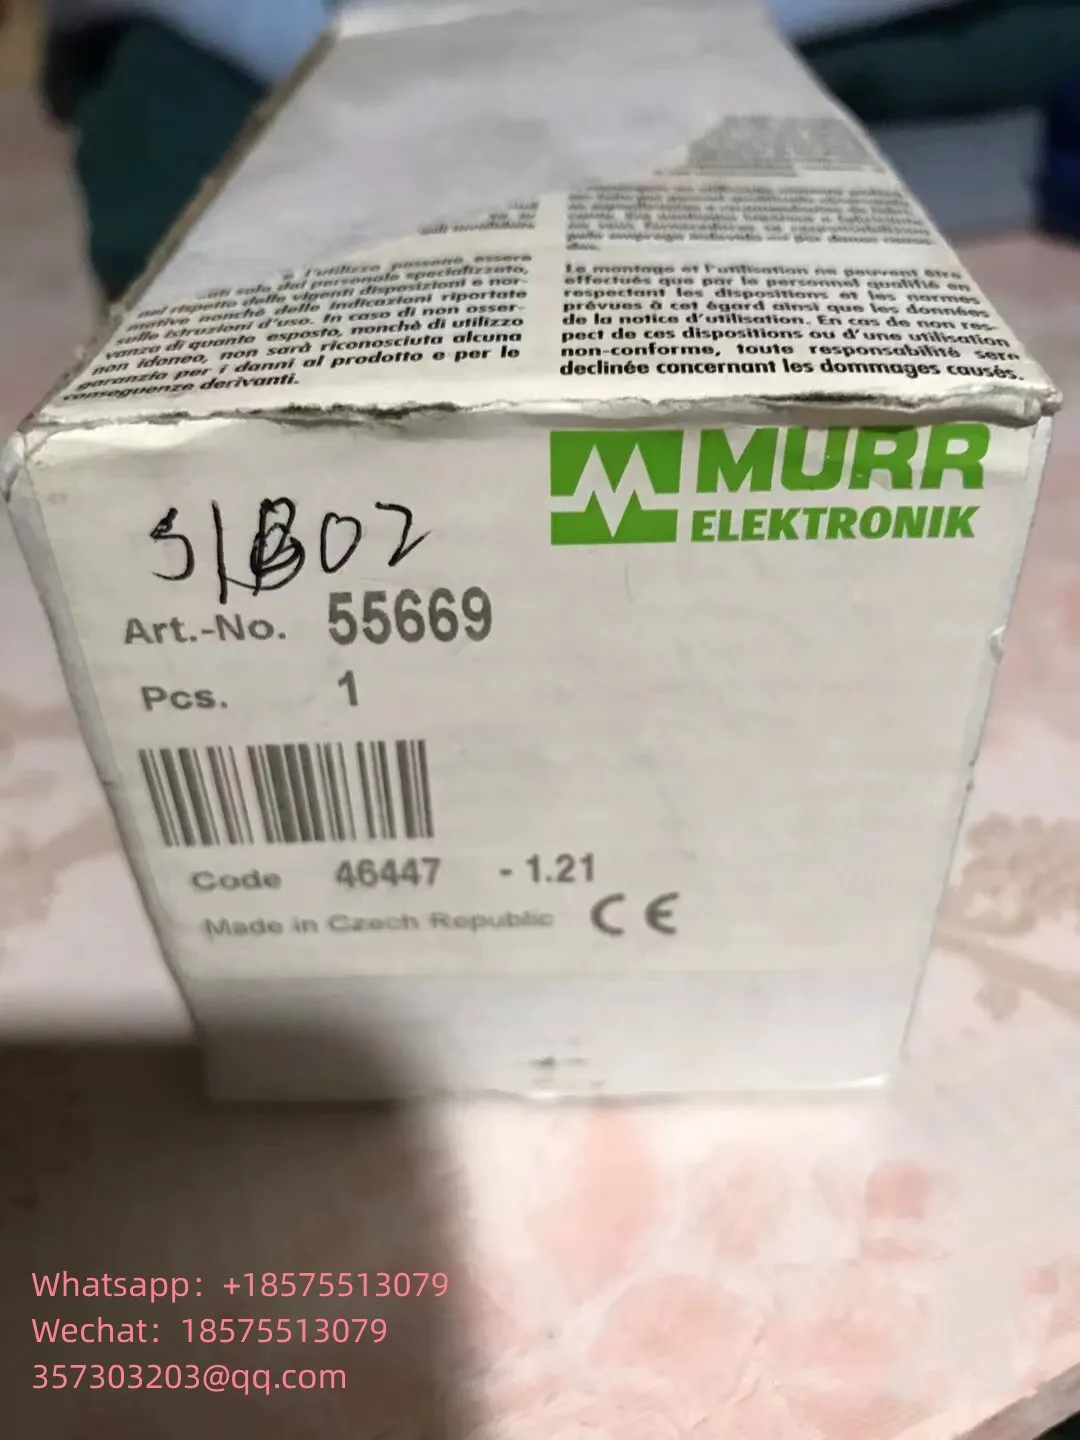 l'utilizzo possono essere
solo dal personale specializzato,
nel rispetto delle vigenti disposizioni e nor-
mative nonchè delle indicazioni riportate
sulle istruzioni d'uso. In caso di non osser-
vanza di quanto esposto, nonchè di utilizzo
non idoneo, non sarà riconosciuta alcuna
garanzia per i danni al prodotto e per le
conseguenze derivanti.
Le montage et l'utilisation ne peuvent être
effectués que par le personnel qualifié en
respectant les dispositions et les normes
prévues à cet égard ainsi que les données
de la notice d'utilisation. En cas de non res-
pect de ces dispositions ou d'une utilisation
non-conforme, toute responsabilité sera
declinée concernant les dommages causés.
MURR
ELEKTRONIK
Art.-No. 55669
Pcs. 1
Code 46447 - 1.21
Made in Czech Republic CE
Whatsapp: +18575513079
Wechat: 18575513079
357303203@qq.com